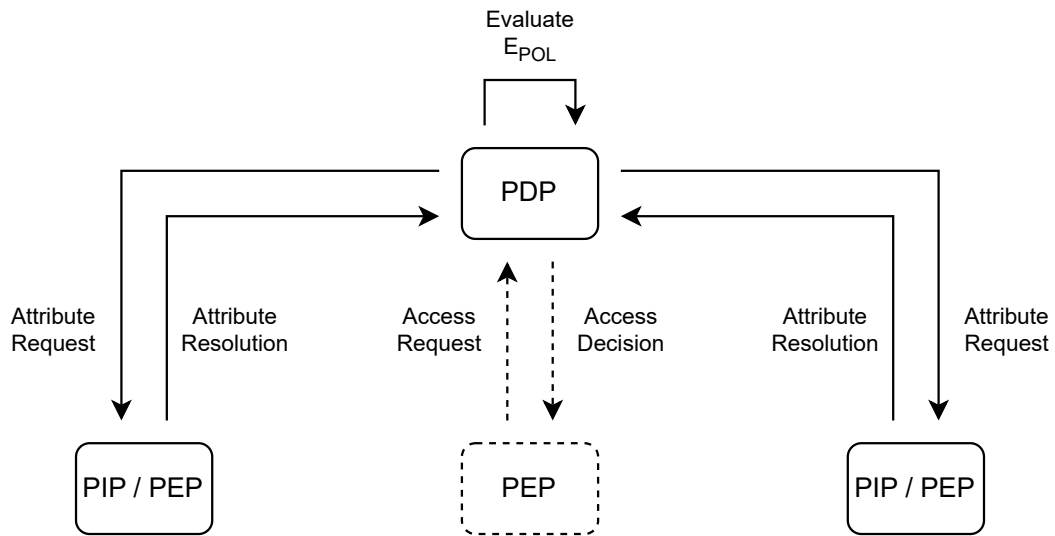 Evaluate
E_POL
PDP
Attribute
Request
Attribute
Resolution
Access
Request
Access
Decision
Attribute
Resolution
Attribute
Request
PIP / PEP
PEP
PIP / PEP